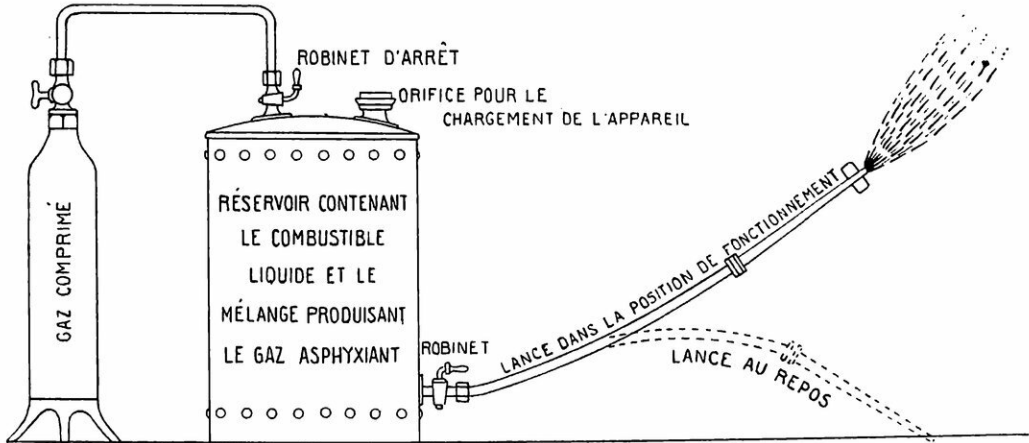 ROBINET D'ARRÊT
ORIFICE POUR LE
CHARGEMENT DE L'APPAREIL
GAZ COMPRIMÉ
RÉSERVOIR CONTENANT
LE COMBUSTIBLE
LIQUIDE ET LE
MÉLANGE PRODUISANT
LE GAZ ASPHYXIANT
ROBINET
LANCE DANS LA POSITION DE FONCTIONNEMENT
LANCE AU REPOS